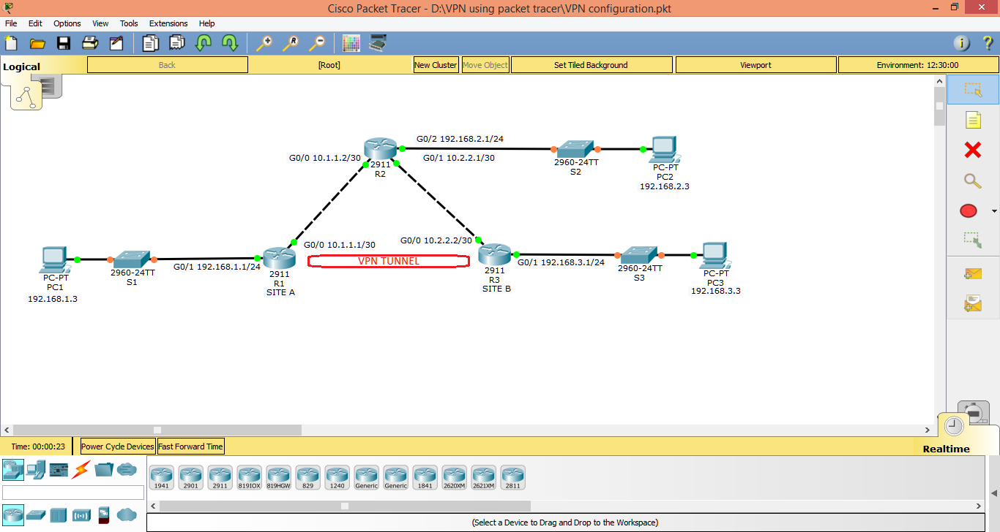 Cisco Packet Tracer - D:\VPN using packet tracer\VPN configuration.pkt
File Edit Options View Tools Extensions Help
Logical
Back
[Root]
New Cluster
Move Object
Set Tiled Background
Viewport
Environment: 12:30:00
G0/2 192.168.2.1/24
G0/0 10.1.1.2/30
G0/1 10.2.2.1/30
2911
R2
2960-24TT
S2
PC-PT
PC2
192.168.2.3
G0/0 10.1.1.1/30
G0/0 10.2.2.2/30
VPN TUNNEL
G0/1 192.168.1.1/24
G0/1 192.168.3.1/24
PC-PT
PC1
192.168.1.3
2960-24TT
S1
2911
R1
SITE A
2911
R3
SITE B
2960-24TT
S3
PC-PT
PC3
192.168.3.3
Time: 00:00:23
Power Cycle Devices
Fast Forward Time
Realtime
1941
2901
2911
819IOX
819HGW
829
1240
Generic
Generic
1841
2620XM
2621XM
2811
(Select a Device to Drag and Drop to the Workspace)